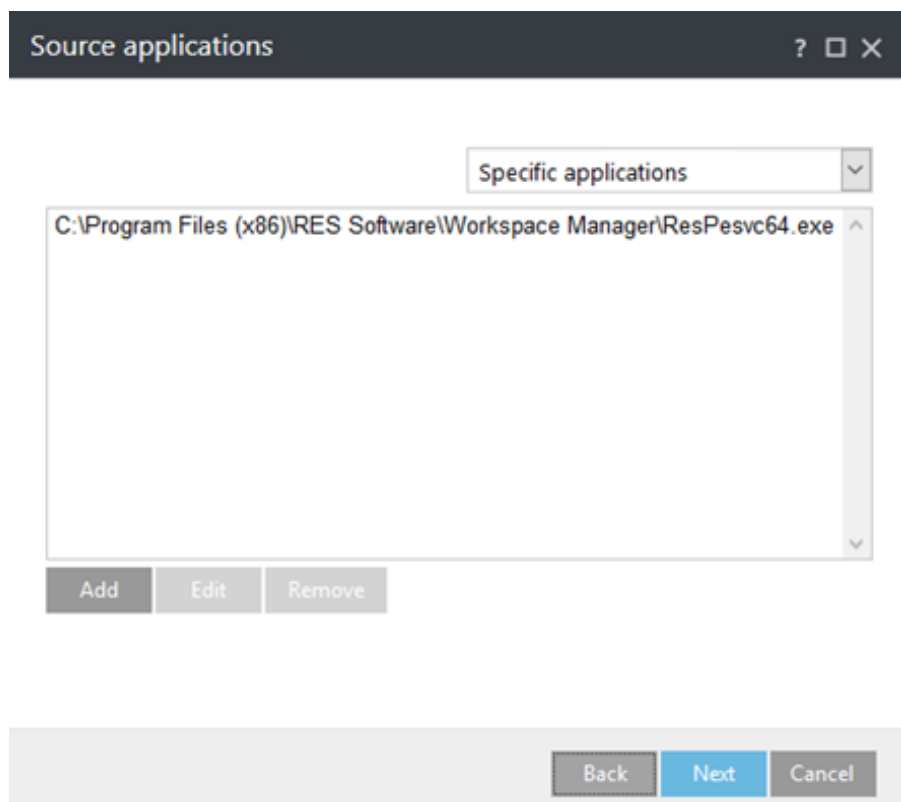 Source applications
Specific applications
C:\Program Files (x86)\RES Software\Workspace Manager\ResPesvc64.exe
Add Edit Remove
Back Next Cancel